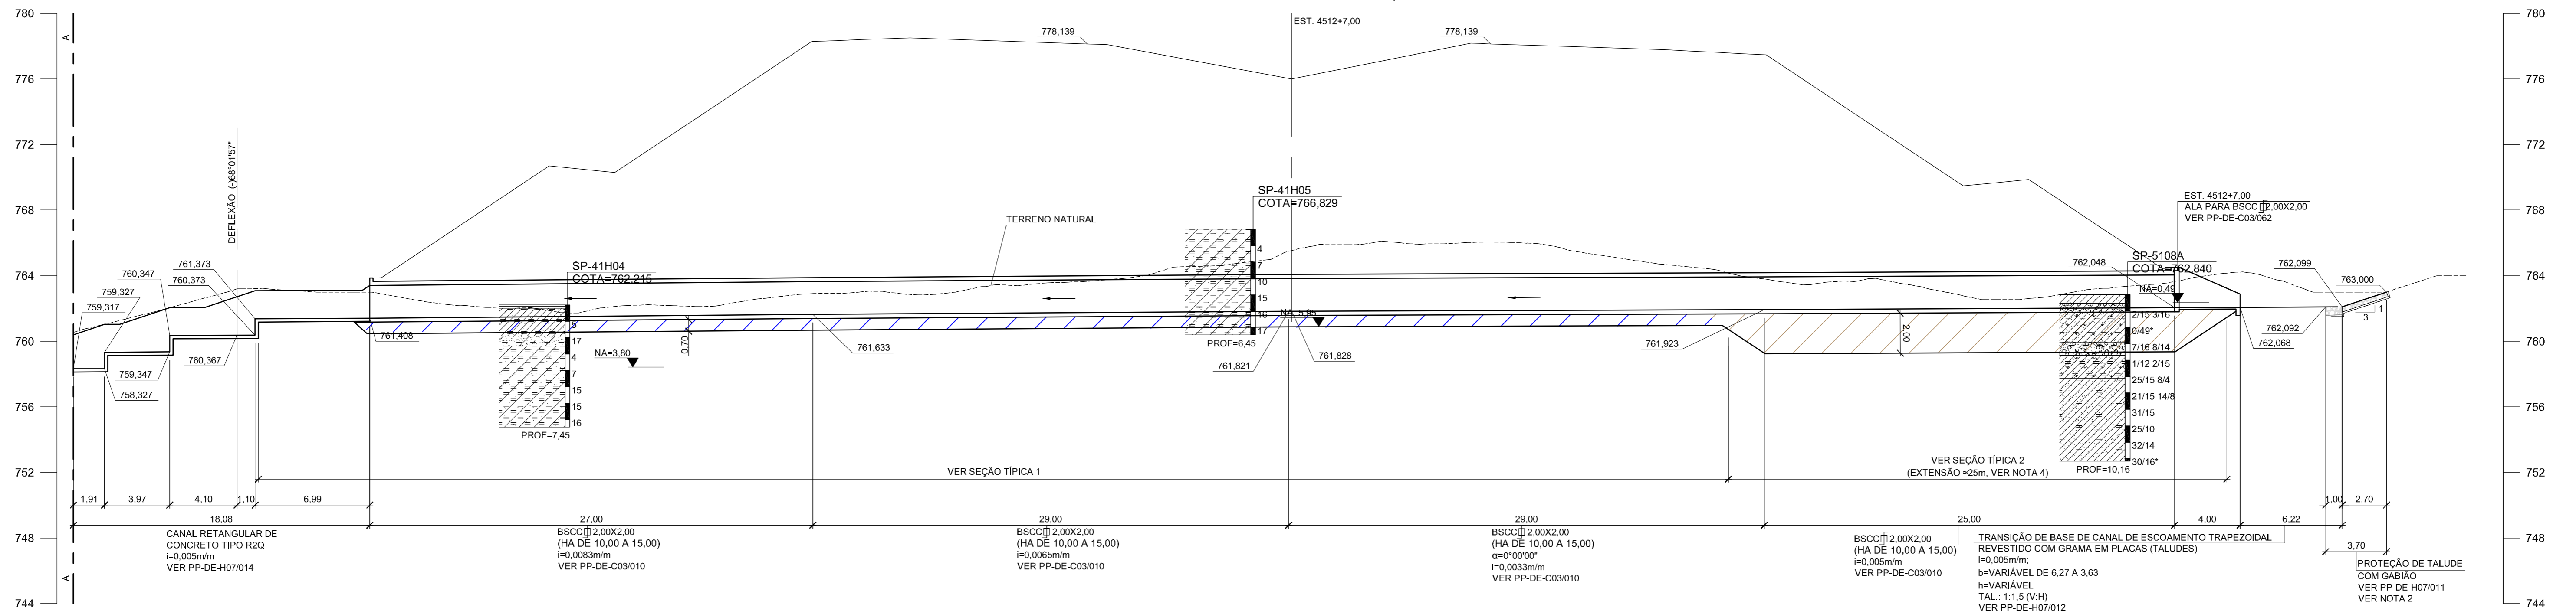 780
776
772
768
764
760
756
752
748
744
A
A
DEFLEXÃO: (-)68°01'57"
759,317
759,327
760,347
760,373
761,373
758,327
759,347
760,367
761,408
SP-41H04
COTA=762,215
5
17
4
7
15
15
16
NA=3,80
PROF=7,45
0,70
761,633
778,139
TERRENO NATURAL
EST. 4512+7,00
778,139
SP-41H05
COTA=766,829
4
7
10
15
16
17
NA=5,95
PROF=6,45
761,821
761,828
761,923
2,00
EST. 4512+7,00
ALA PARA BSCC 2,00X2,00
VER PP-DE-C03/062
SP-5108A
COTA=762,840
NA=0,49
762,048
2/15 3/16
0/49*
7/16 8/14
1/12 2/15
25/15 8/4
21/15 14/8
31/15
25/10
32/14
30/16*
PROF=10,16
762,099
763,000
762,092
762,068
1
3
VER SEÇÃO TÍPICA 1
VER SEÇÃO TÍPICA 2
(EXTENSÃO ≈25m, VER NOTA 4)
1,91
3,97
4,10
1,10
6,99
1,00
2,70
18,08
27,00
29,00
29,00
25,00
4,00
6,22
3,70
CANAL RETANGULAR DE
CONCRETO TIPO R2Q
i=0,005m/m
VER PP-DE-H07/014
BSCC 2,00X2,00
(HA DE 10,00 A 15,00)
i=0,0083m/m
VER PP-DE-C03/010
BSCC 2,00X2,00
(HA DE 10,00 A 15,00)
i=0,0065m/m
VER PP-DE-C03/010
BSCC 2,00X2,00
(HA DE 10,00 A 15,00)
α=0°00'00"
i=0,0033m/m
VER PP-DE-C03/010
BSCC 2,00X2,00
(HA DE 10,00 A 15,00)
i=0,005m/m
VER PP-DE-C03/010
TRANSIÇÃO DE BASE DE CANAL DE ESCOAMENTO TRAPEZOIDAL
REVESTIDO COM GRAMA EM PLACAS (TALUDES)
i=0,005m/m;
b=VARIÁVEL DE 6,27 A 3,63
h=VARIÁVEL
TAL.: 1:1,5 (V:H)
VER PP-DE-H07/012
PROTEÇÃO DE TALUDE
COM GABIÃO
VER PP-DE-H07/011
VER NOTA 2
780
776
772
768
764
760
756
752
748
744